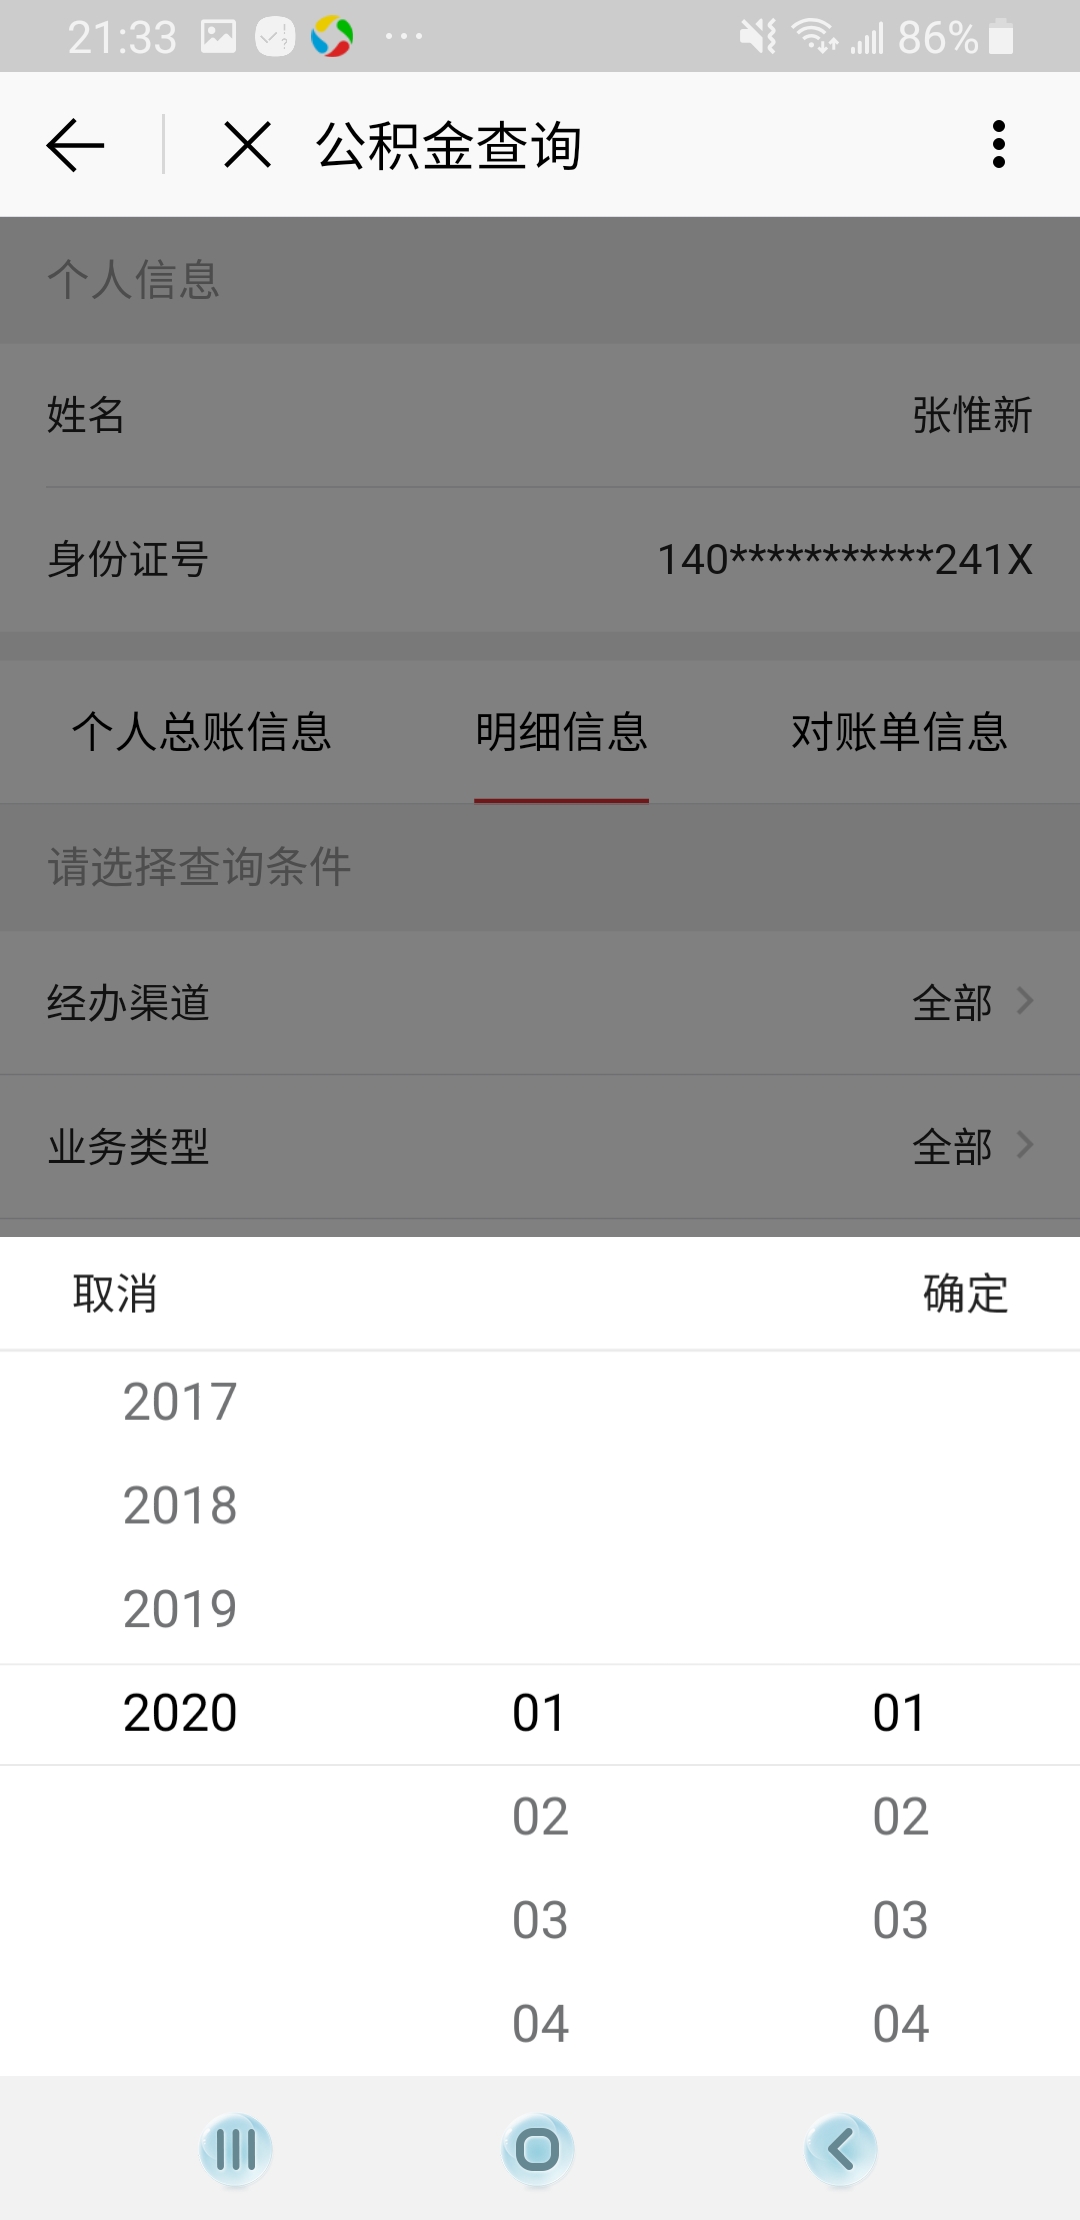 21:33 86%
公积金查询
个人信息
姓名 张惟新
身份证号 140***********241X
个人总账信息 明细信息 对账单信息
请选择查询条件
经办渠道 全部
业务类型 全部
取消 确定
2017
2018
2019
2020 01 01
02 02
03 03
04 04